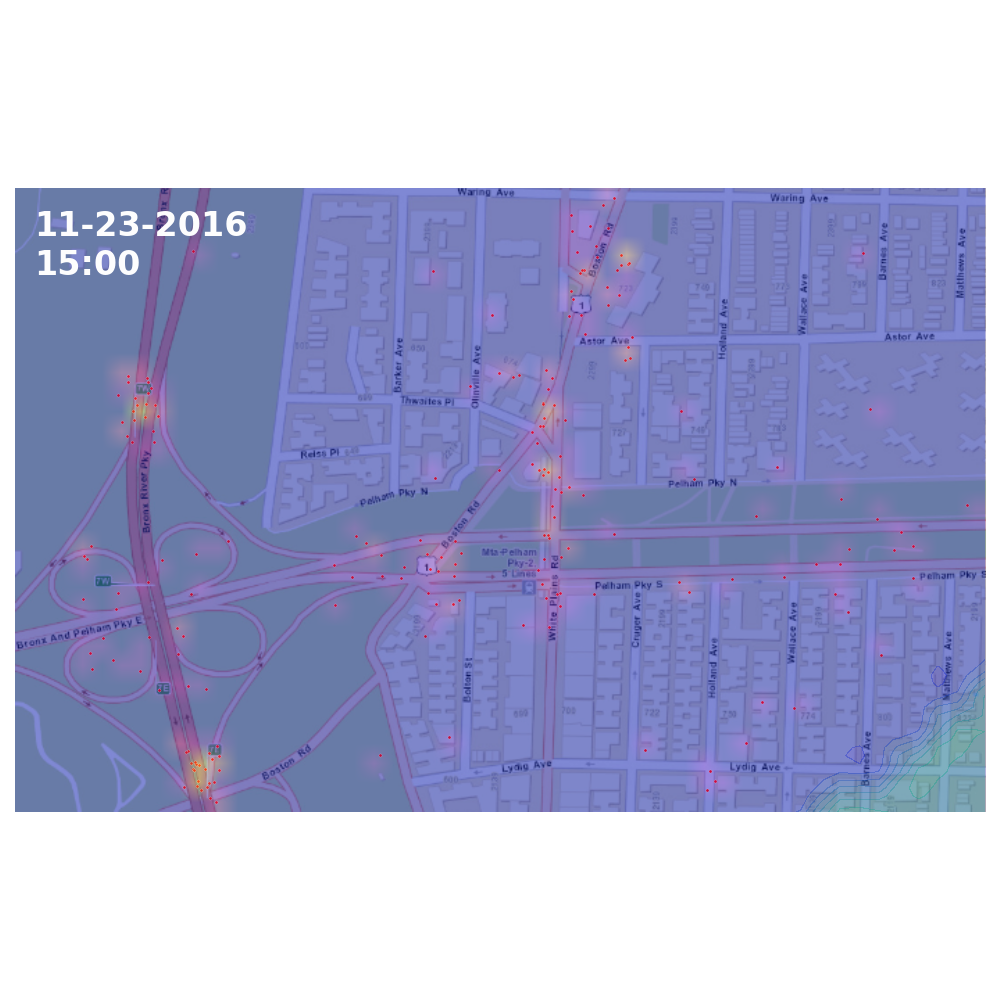 11-23-2016
15:00
Waring Ave
Waring Ave
Boston Rd
Barnes Ave
Matthews Ave
Wallace Ave
Holland Ave
1
Astor Ave
Astor Ave
Barker Ave
Olinville Ave
Thwaites Pl
Reiss Pl
Pelham Pky N
Pelham Pky N
Bronx River Pky
Boston Rd
1
Mta-Pelham
Pky-2,
5 Lines
White Plains Rd
Pelham Pky S
Pelham Pky S
7W
Bronx And Pelham Pky E
Cruger Ave
Holland Ave
Wallace Ave
Matthews Ave
Bolton St
7E
Boston Rd
Lydig Ave
Lydig Ave
Barnes Ave